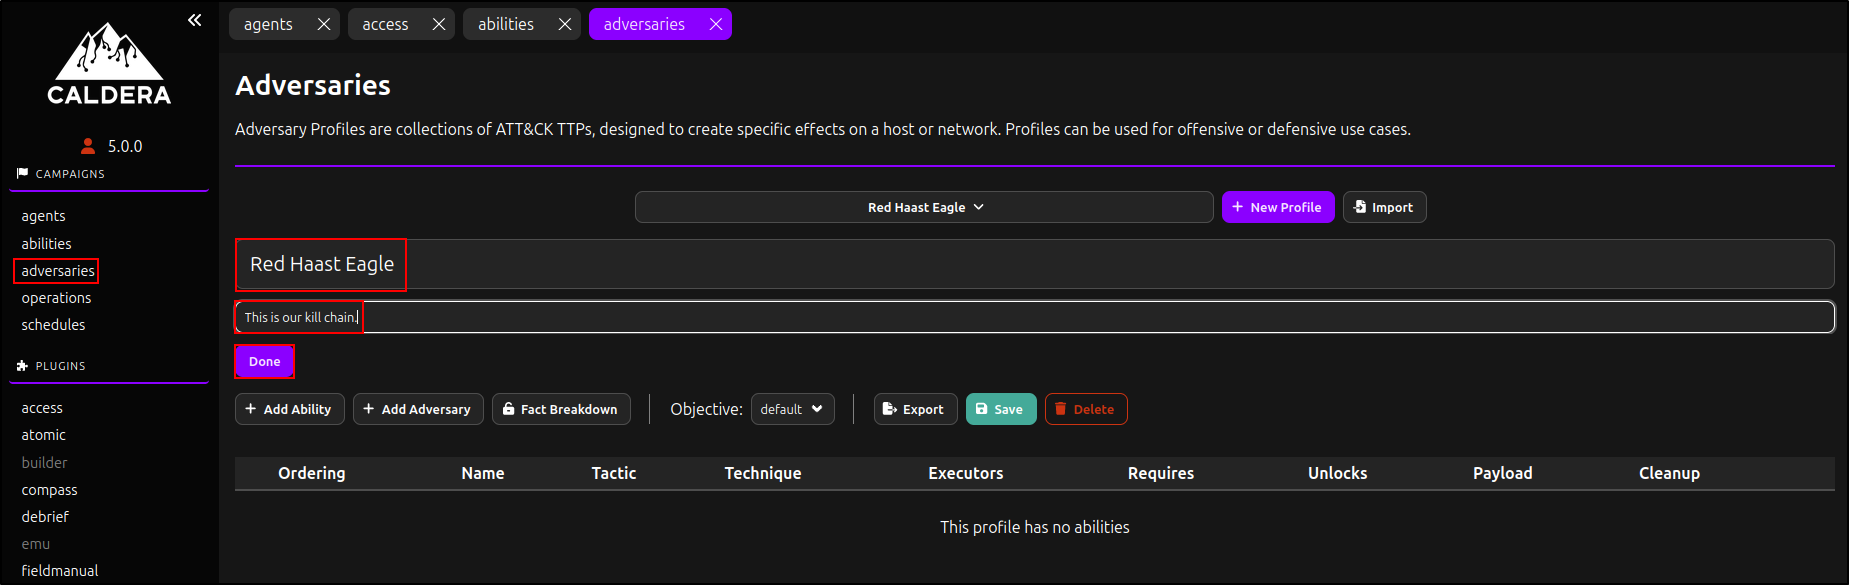 agents
access
abilities
adversaries
CALDERA
5.0.0
CAMPAIGNS
agents
abilities
adversaries
operations
schedules
PLUGINS
access
atomic
builder
compass
debrief
emu
fieldmanual
Adversaries
Adversary Profiles are collections of ATT&CK TTPs, designed to create specific effects on a host or network. Profiles can be used for offensive or defensive use cases.
Red Haast Eagle
+ New Profile
Import
Red Haast Eagle
This is our kill chain.
Done
+ Add Ability
+ Add Adversary
Fact Breakdown
Objective: default
Export
Save
Delete
Ordering Name Tactic Technique Executors Requires Unlocks Payload Cleanup
This profile has no abilities